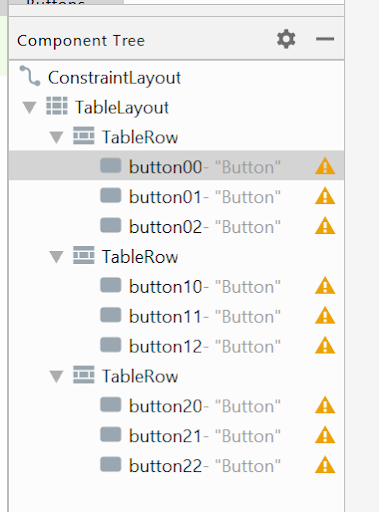 Buttons
Component Tree
ConstraintLayout
TableLayout
TableRow
button00- "Button"
button01- "Button"
button02- "Button"
TableRow
button10- "Button"
button11- "Button"
button12- "Button"
TableRow
button20- "Button"
button21- "Button"
button22- "Button"